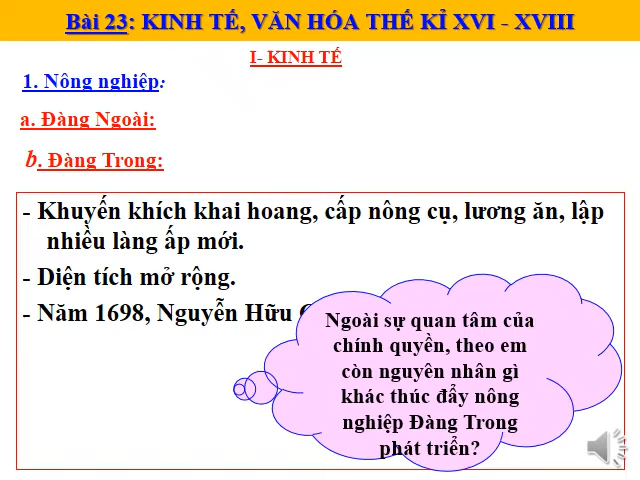 Bài 23: KINH TẾ, VĂN HÓA THẾ KỈ XVI - XVIII
I- KINH TẾ
1. Nông nghiệp:
a. Đàng Ngoài:
b. Đàng Trong:
- Khuyến khích khai hoang, cấp nông cụ, lương ăn, lập
nhiều làng ấp mới.
- Diện tích mở rộng.
- Năm 1698, Nguyễn Hữu
Ngoài sự quan tâm của
chính quyền, theo em
còn nguyên nhân gì
khác thúc đẩy nông
nghiệp Đàng Trong
phát triển?